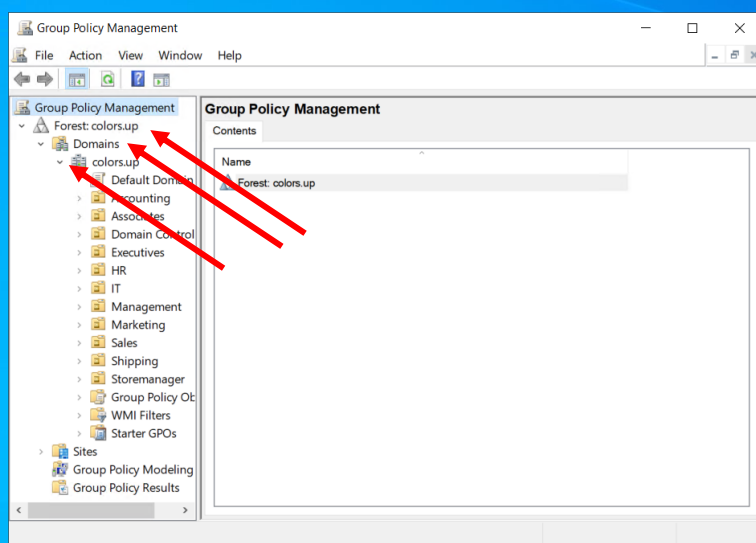 Group Policy Management
File Action View Window Help
Group Policy Management
Forest: colors.up
Domains
colors.up
Default Domain
Accounting
Associates
Domain Control
Executives
HR
IT
Management
Marketing
Sales
Shipping
Storemanager
Group Policy Ob
WMI Filters
Starter GPOs
Sites
Group Policy Modeling
Group Policy Results
Group Policy Management
Contents
Name
Forest: colors.up